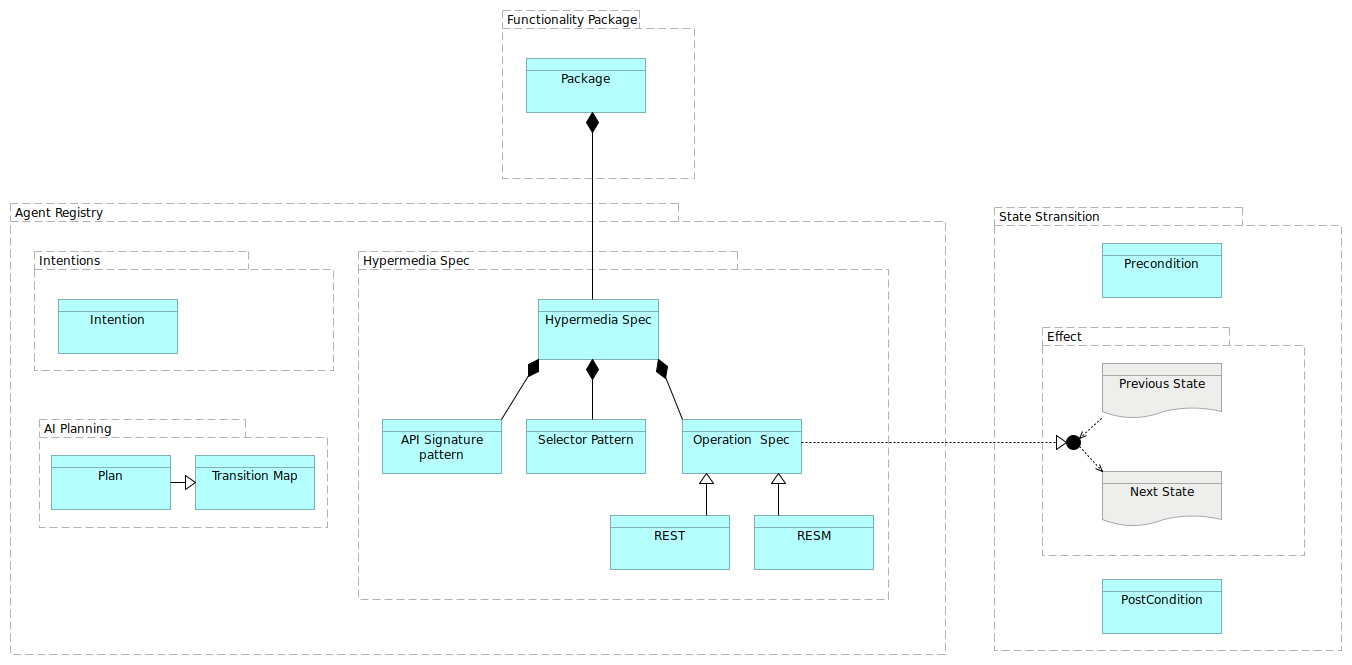 Functionality Package
Package
Agent Registry
Intentions
Intention
AI Planning
Plan
Transition Map
Hypermedia Spec
Hypermedia Spec
API Signature
pattern
Selector Pattern
Operation  Spec
REST
RESM
State Stransition
Precondition
Effect
Previous State
Next State
PostCondition